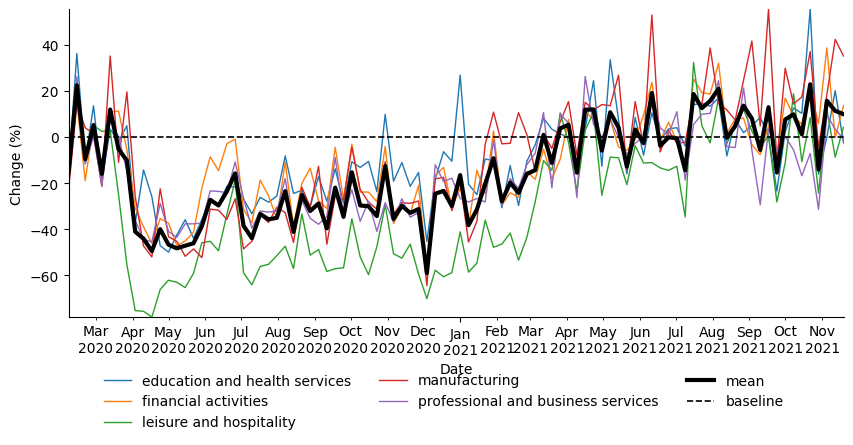 Change (%)
40
20
0
−20
−40
−60
Mar Apr May Jun Jul Aug Sep Oct Nov Dec Jan Feb Mar Apr May Jun Jul Aug Sep Oct Nov
2020 2020 2020 2020 2020 2020 2020 2020 2020 2020 2021 2021 2021 2021 2021 2021 2021 2021 2021 2021 2021
Date
education and health services manufacturing mean
financial activities professional and business services baseline
leisure and hospitality